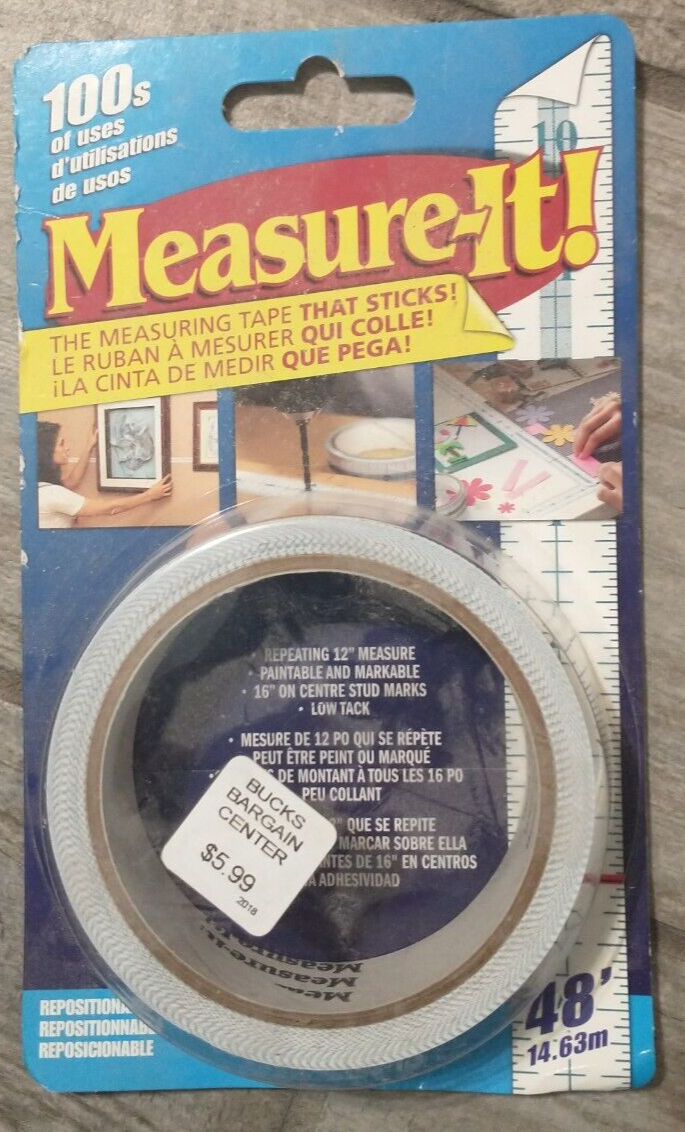 100s
of uses
d'utilisations
de usos
10
Measure-It!
THE MEASURING TAPE THAT STICKS!
LE RUBAN À MESURER QUI COLLE!
¡LA CINTA DE MEDIR QUE PEGA!
• REPEATING 12" MEASURE
• PAINTABLE AND MARKABLE
• 16" ON CENTRE STUD MARKS
• LOW TACK
• MESURE DE 12 PO QUI SE RÉPÈTE
PEUT ÊTRE PEINT OU MARQUÉ
DE MONTANT À TOUS LES 16 PO
PEU COLLANT
QUE SE REPITE
MARCAR SOBRE ELLA
DE 16" EN CENTROS
ADHESIVIDAD
BUCKS
BARGAIN
CENTER
$5.99
2018
Measure-It!
Measure-It!
REPOSICIONABLE
48'
14.63m